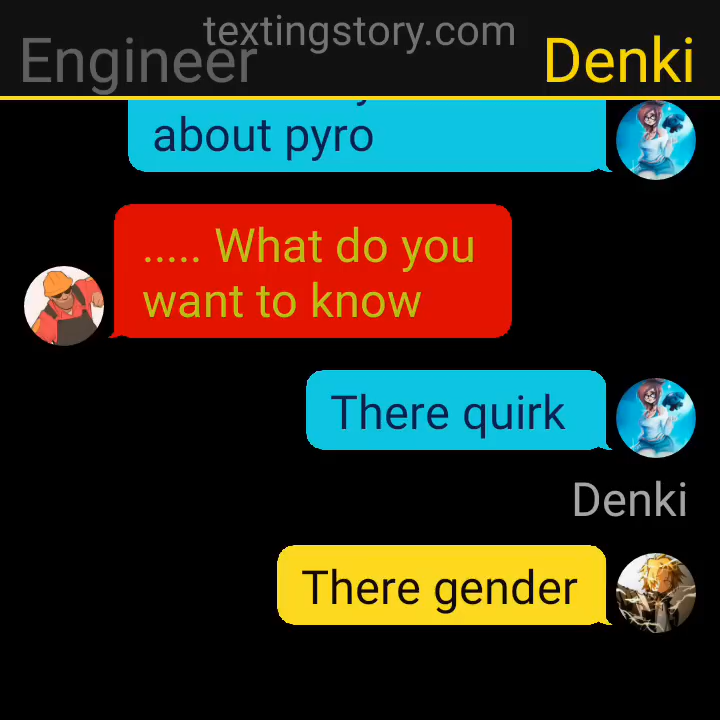 textingstory.com
Engineer
Denki
about pyro
..... What do you
want to know
There quirk
Denki
There gender